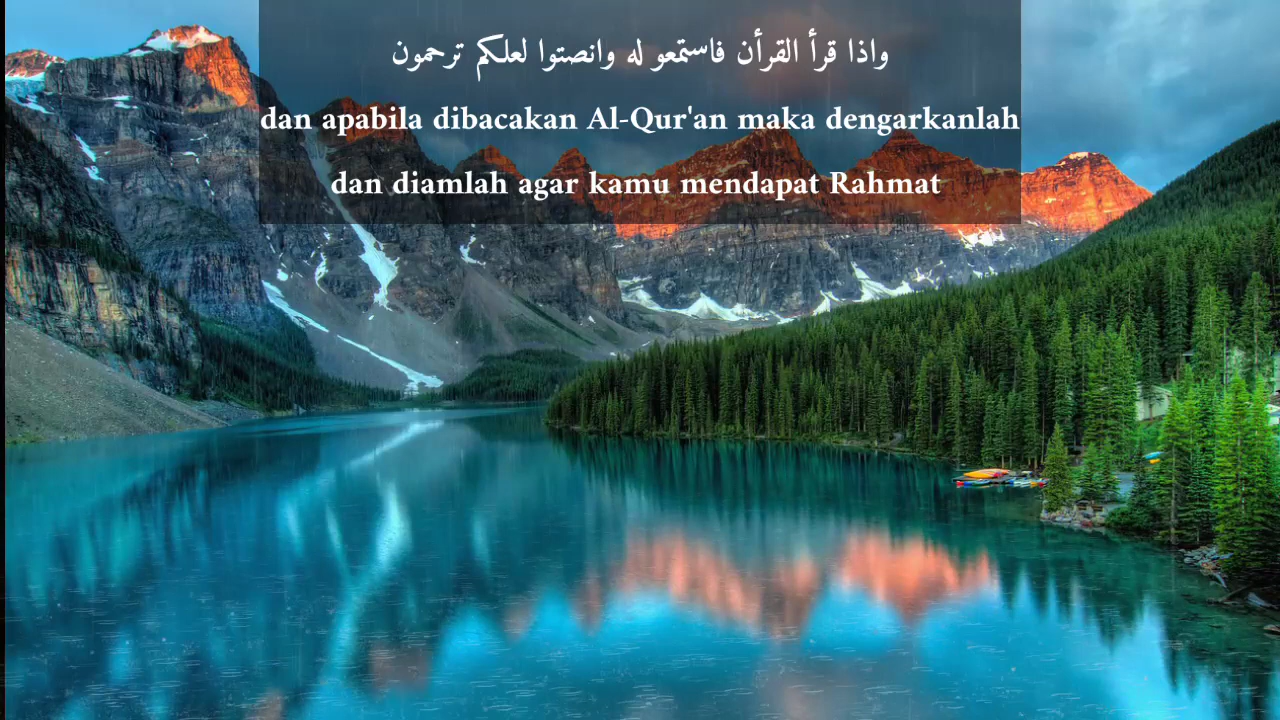 واذا قرأ القرأن فاستمعو له وانصتوا لعلكم ترحمون
dan apabila dibacakan Al-Qur'an maka dengarkanlah
dan diamlah agar kamu mendapat Rahmat